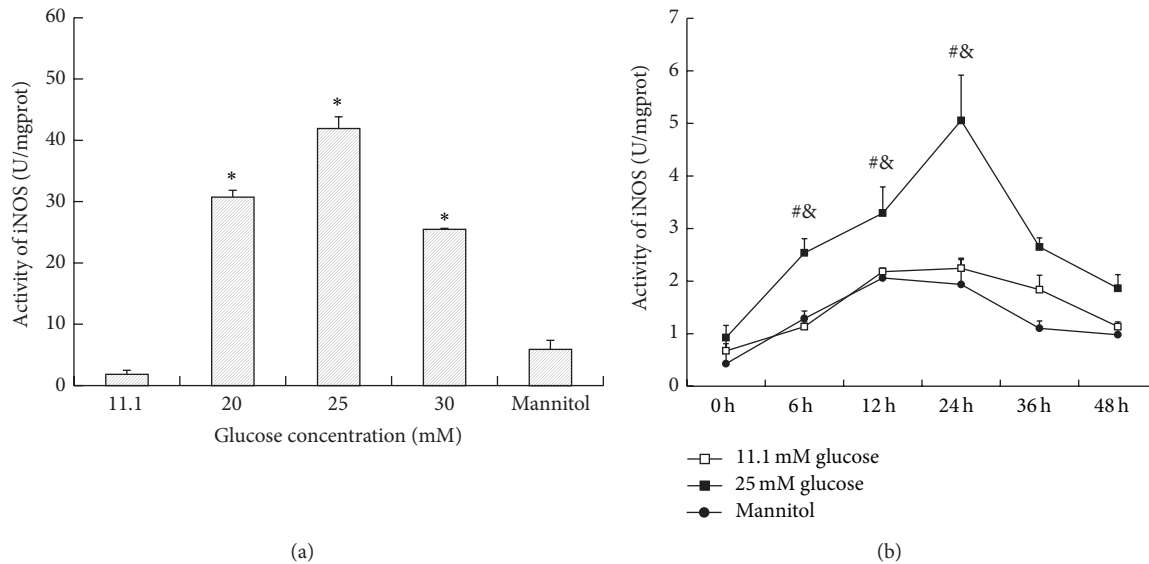 60
50
40
30
20
10
0
Activity of iNOS (U/mgprot)
*
*
*
11.1 20 25 30 Mannitol
Glucose concentration (mM)
(a)
7
6
5
4
3
2
1
0
Activity of iNOS (U/mgprot)
#&
#&
#&
0 h 6 h 12 h 24 h 36 h 48 h
11.1 mM glucose
25 mM glucose
Mannitol
(b)